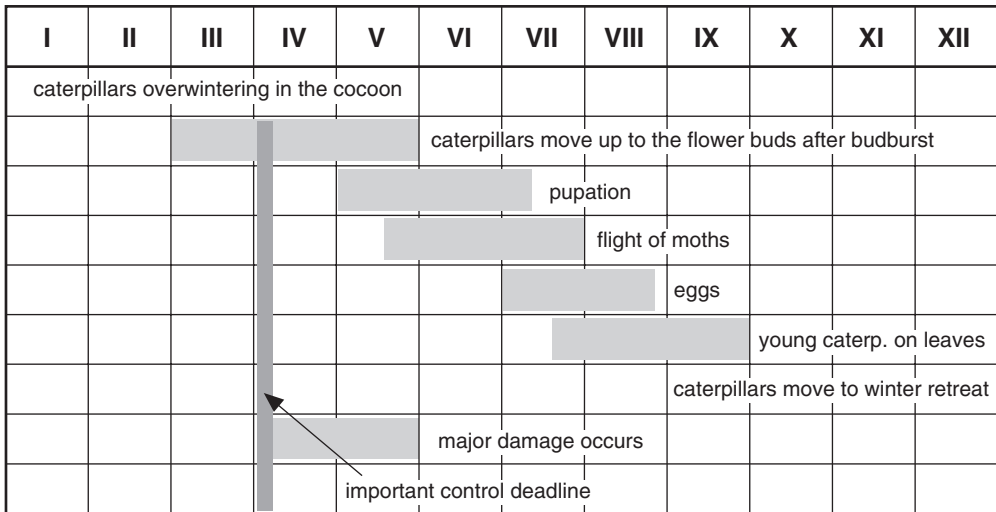 I II III IV V VI VII VIII IX X XI XII
caterpillars overwintering in the cocoon
caterpillars move up to the flower buds after budburst
pupation
flight of moths
eggs
young caterp. on leaves
caterpillars move to winter retreat
major damage occurs
important control deadline